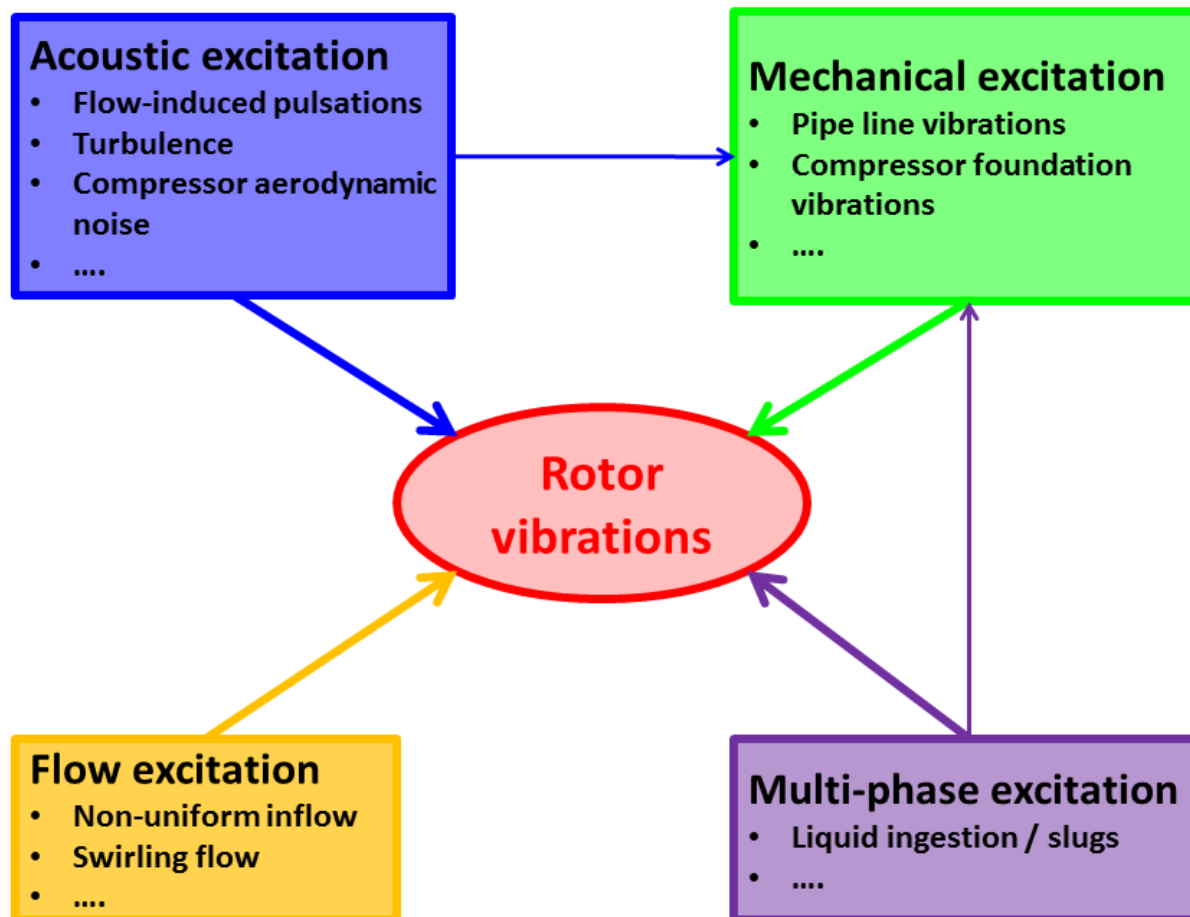 Acoustic excitation
• Flow-induced pulsations
• Turbulence
• Compressor aerodynamic
noise
• ....
Mechanical excitation
• Pipe line vibrations
• Compressor foundation
vibrations
• ....
Rotor
vibrations
Flow excitation
• Non-uniform inflow
• Swirling flow
• ....
Multi-phase excitation
• Liquid ingestion / slugs
• ....